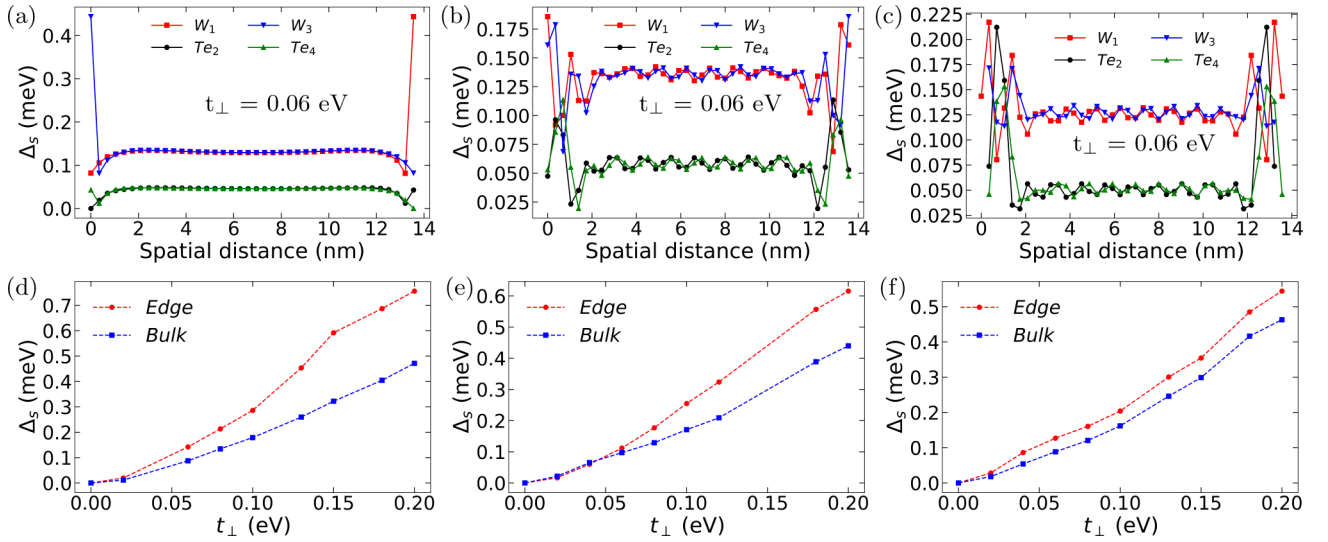 (a)
0.4
0.3
0.2
0.1
0.0
Δs (meV)
W1
W3
Te2
Te4
t⊥ = 0.06 eV
0 2 4 6 8 10 12 14
Spatial distance (nm)
(b)
0.175
0.150
0.125
0.100
0.075
0.050
0.025
Δs (meV)
W1
W3
Te2
Te4
t⊥ = 0.06 eV
0 2 4 6 8 10 12 14
Spatial distance (nm)
(c)
0.225
0.200
0.175
0.150
0.125
0.100
0.075
0.050
0.025
Δs (meV)
W1
W3
Te2
Te4
t⊥ = 0.06 eV
0 2 4 6 8 10 12 14
Spatial distance (nm)
(d)
0.7
0.6
0.5
0.4
0.3
0.2
0.1
0.0
Δs (meV)
Edge
Bulk
0.00 0.05 0.10 0.15 0.20
t⊥ (eV)
(e)
0.6
0.5
0.4
0.3
0.2
0.1
0.0
Δs (meV)
Edge
Bulk
0.00 0.05 0.10 0.15 0.20
t⊥ (eV)
(f)
0.5
0.4
0.3
0.2
0.1
0.0
Δs (meV)
Edge
Bulk
0.00 0.05 0.10 0.15 0.20
t⊥ (eV)